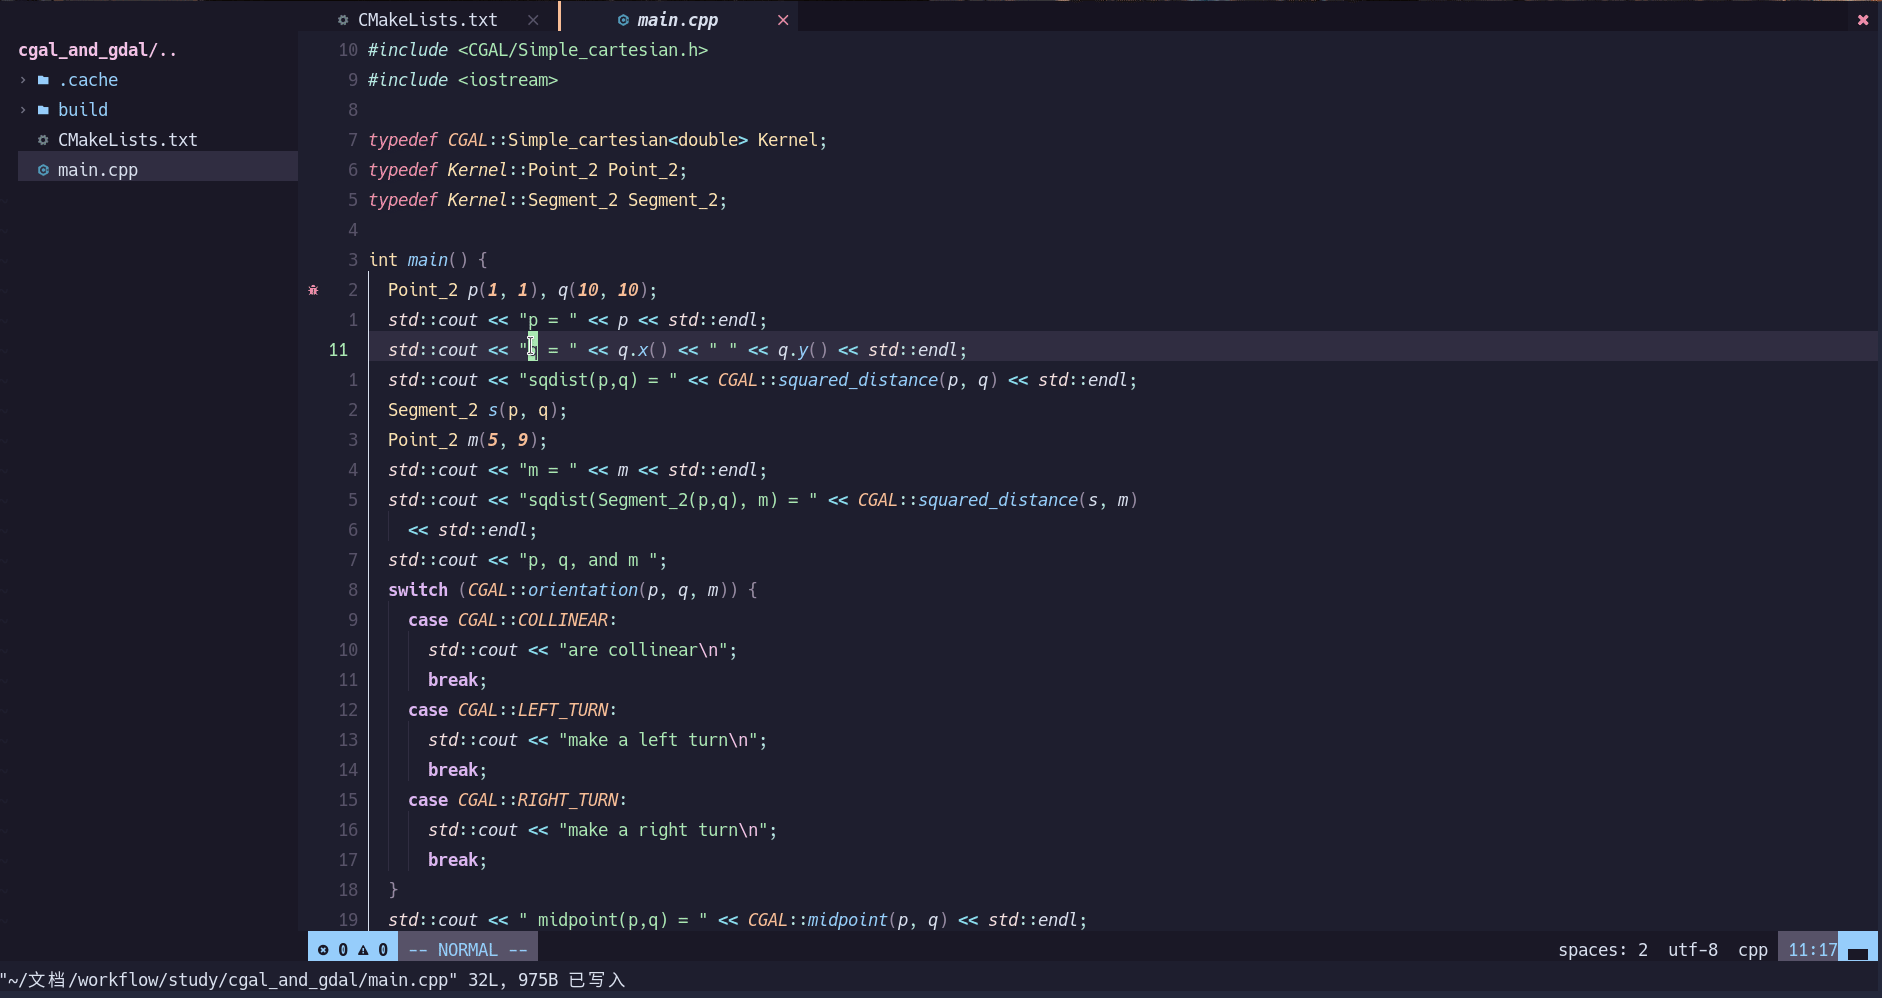 CMakeLists.txt × main.cpp ×
cgal_and_gdal/..
.cache
build
CMakeLists.txt
main.cpp
10 #include <CGAL/Simple_cartesian.h>
9 #include <iostream>
8
7 typedef CGAL::Simple_cartesian<double> Kernel;
6 typedef Kernel::Point_2 Point_2;
5 typedef Kernel::Segment_2 Segment_2;
4
3 int main() {
2 Point_2 p(1, 1), q(10, 10);
1 std::cout << "p = " << p << std::endl;
11 std::cout << "q = " << q.x() << " " << q.y() << std::endl;
1 std::cout << "sqdist(p,q) = " << CGAL::squared_distance(p, q) << std::endl;
2 Segment_2 s(p, q);
3 Point_2 m(5, 9);
4 std::cout << "m = " << m << std::endl;
5 std::cout << "sqdist(Segment_2(p,q), m) = " << CGAL::squared_distance(s, m)
6 << std::endl;
7 std::cout << "p, q, and m ";
8 switch (CGAL::orientation(p, q, m)) {
9 case CGAL::COLLINEAR:
10 std::cout << "are collinear\n";
11 break;
12 case CGAL::LEFT_TURN:
13 std::cout << "make a left turn\n";
14 break;
15 case CGAL::RIGHT_TURN:
16 std::cout << "make a right turn\n";
17 break;
18 }
19 std::cout << " midpoint(p,q) = " << CGAL::midpoint(p, q) << std::endl;
0 0 -- NORMAL -- spaces: 2 utf-8 cpp 11:17
"~/文档/workflow/study/cgal_and_gdal/main.cpp" 32L, 975B 已写入